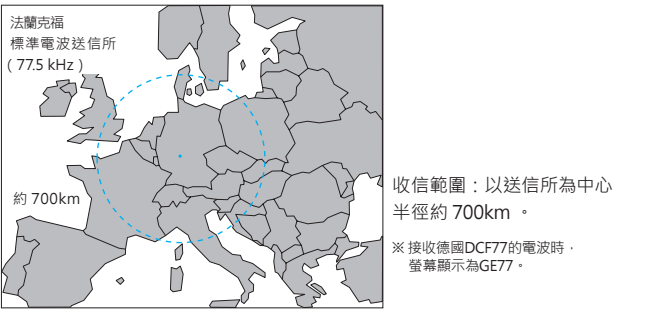 法蘭克福
標準電波送信所
（77.5 kHz）
約 700km
收信範圍：以送信所為中心
半徑約 700km 。
※ 接收德國DCF77的電波時，
螢幕顯示為GE77。